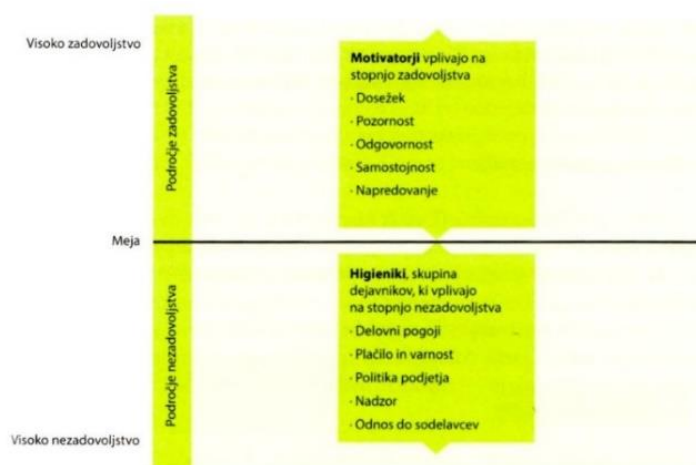 Visoko zadovoljstvo
Področje zadovoljstva
Motivatorji vplivajo na
stopnjo zadovoljstva
· Dosežek
· Pozornost
· Odgovornost
· Samostojnost
· Napredovanje
Meja
Področje nezadovoljstva
Higieniki, skupina
dejavnikov, ki vplivajo
na stopnjo nezadovoljstva
· Delovni pogoji
· Plačilo in varnost
· Politika podjetja
· Nadzor
· Odnos do sodelavcev
Visoko nezadovoljstvo